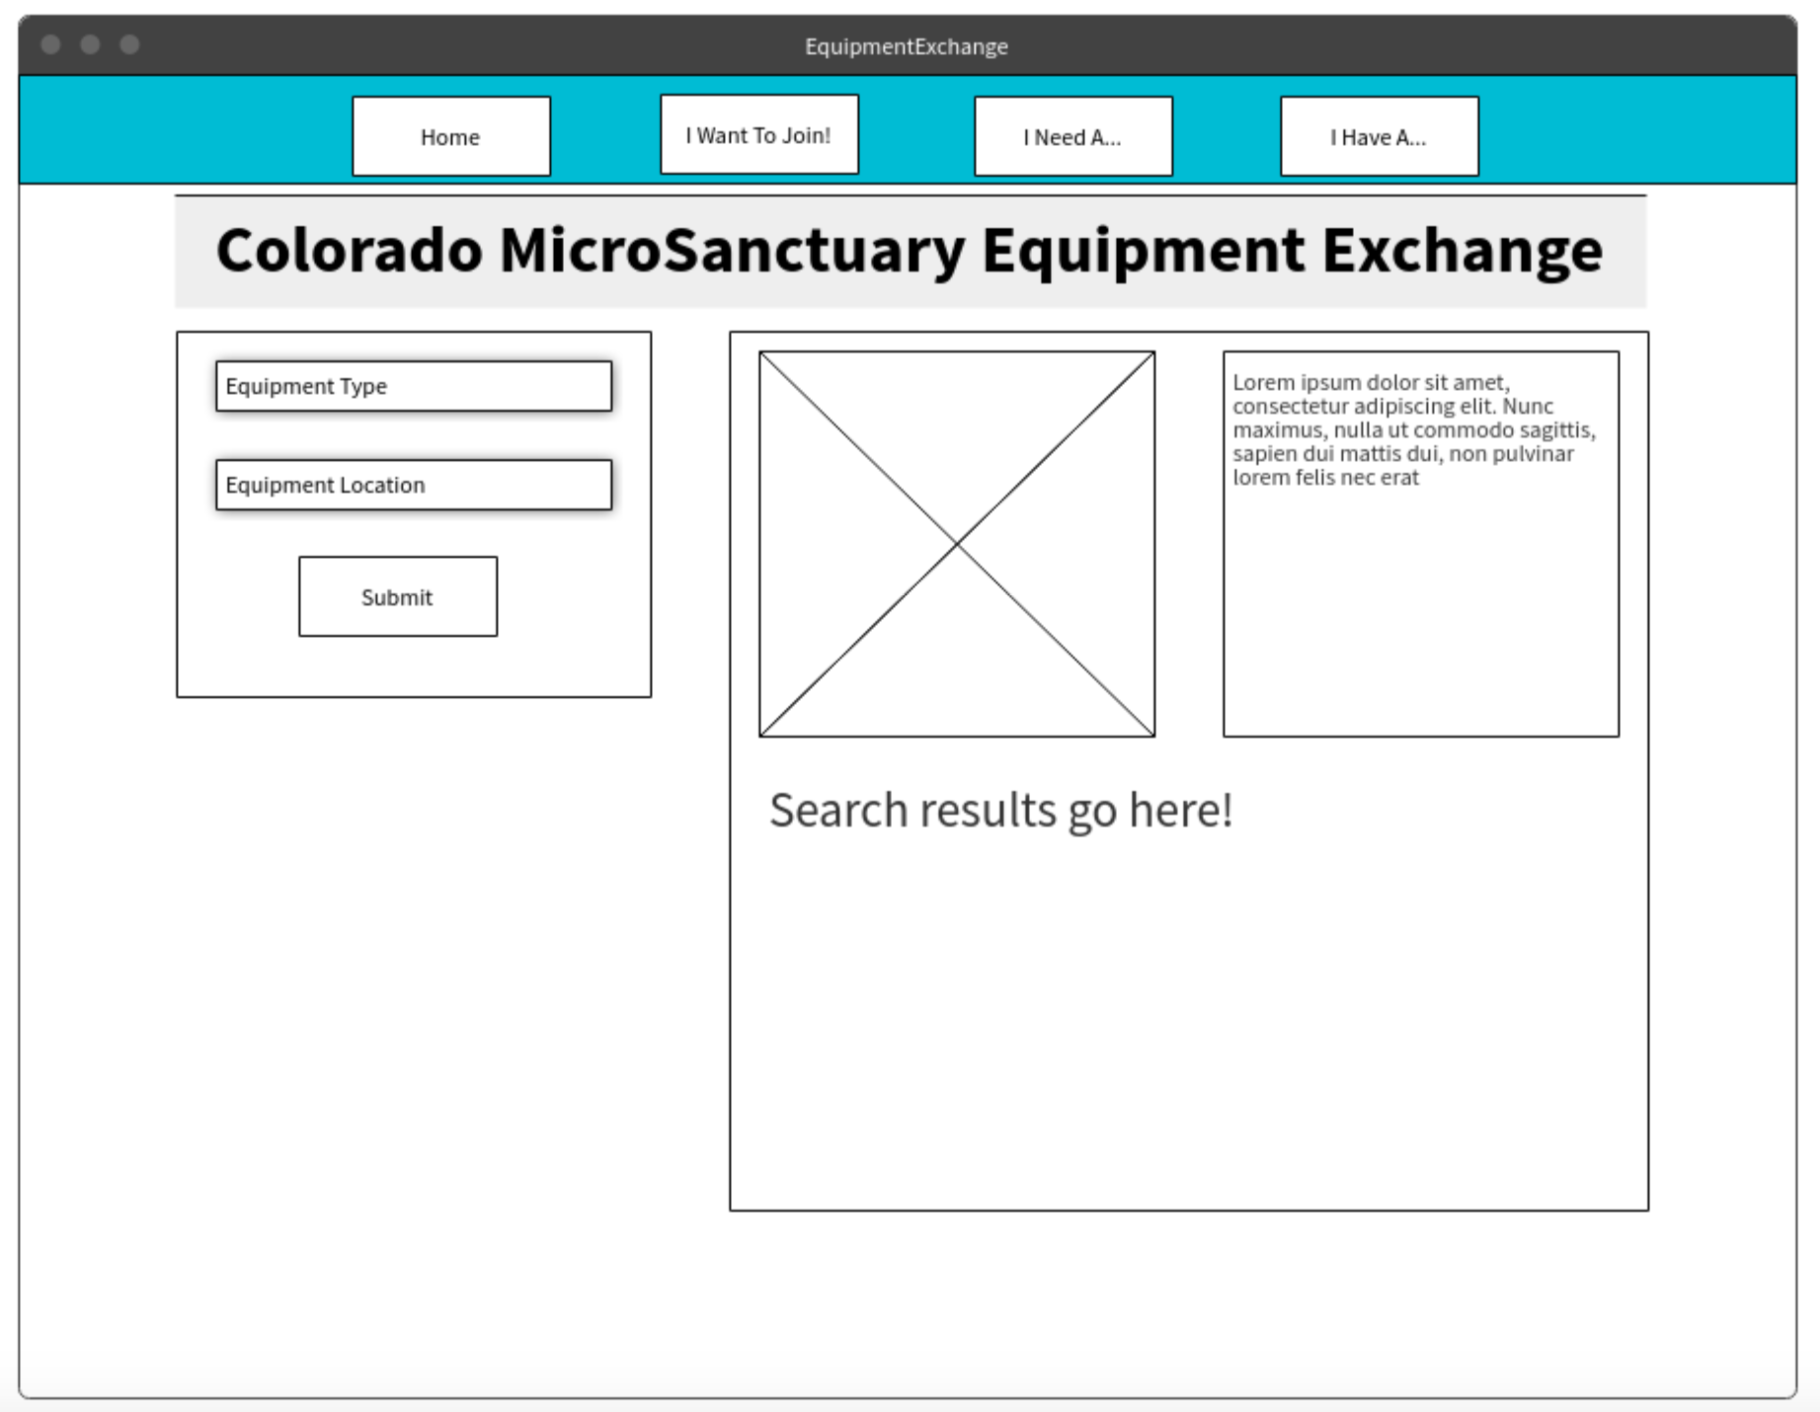 EquipmentExchange
Home
I Want To Join!
I Need A...
I Have A...
Colorado MicroSanctuary Equipment Exchange
Equipment Type
Equipment Location
Submit
Lorem ipsum dolor sit amet,
consectetur adipiscing elit. Nunc
maximus, nulla ut commodo sagittis,
sapien dui mattis dui, non pulvinar
lorem felis nec erat
Search results go here!